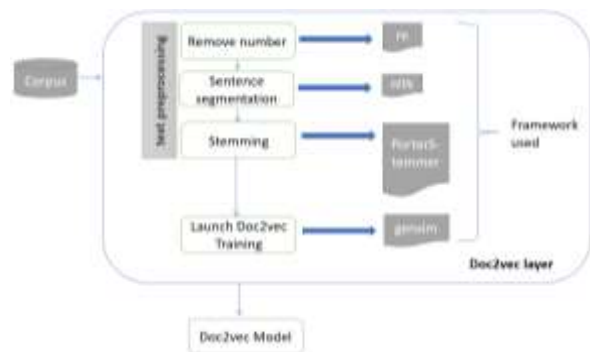 Corpus
text preprocessing
Remove number
re
Sentence
segmentation
Stemming
PorterS-
temmer
Framework
used
Launch Doc2vec
Training
gensim
Doc2vec layer
Doc2vec Model